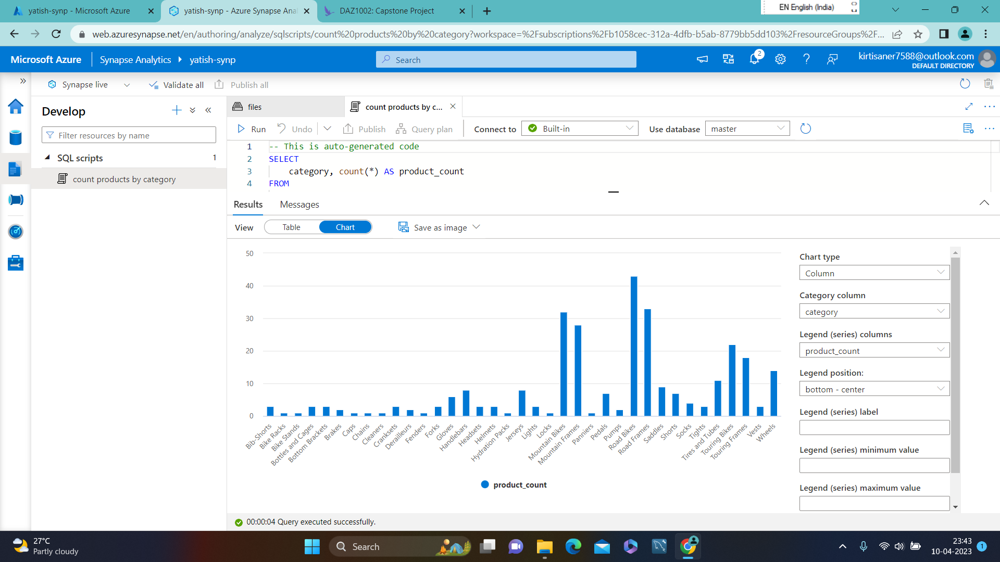 yatish-synp - Microsoft Azure
yatish-synp - Azure Synapse Anal
DAZ1002: Capstone Project
EN English (India)
web.azuresynapse.net/en/authoring/analyze/sqlscripts/count%20products%20by%20category?workspace=%2Fsubscriptions%2Fb1058cec-312a-4dfb-b5ab-8779bb5dd103%2FresourceGroups%2F...
Microsoft Azure
Synapse Analytics
yatish-synp
Search
2
kirtisaner7588@outlook.com
DEFAULT DIRECTORY
Synapse live
Validate all
Publish all
Develop
Filter resources by name
SQL scripts 1
count products by category
files
count products by c...
Run
Undo
Publish
Query plan
Connect to
Built-in
Use database
master
1 -- This is auto-generated code
2 SELECT
3 category, count(*) AS product_count
4 FROM
Results
Messages
View
Table
Chart
Save as image
50
40
30
20
10
0
Bib-Shorts
Bike Racks
Bike Stands
Bottles and Cages
Bottom Brackets
Brakes
Caps
Chains
Cleaners
Cranksets
Derailleurs
Fenders
Forks
Gloves
Handlebars
Headsets
Helmets
Hydration Packs
Jerseys
Lights
Locks
Mountain Bikes
Mountain Frames
Panniers
Pedals
Pumps
Road Bikes
Road Frames
Saddles
Shorts
Socks
Tights
Tires and Tubes
Touring Bikes
Touring Frames
Vests
Wheels
product_count
Chart type
Column
Category column
category
Legend (series) columns
product_count
Legend position:
bottom - center
Legend (series) label
Legend (series) minimum value
Legend (series) maximum value
00:00:04 Query executed successfully.
27°C
Partly cloudy
Search
23:43
10-04-2023
1